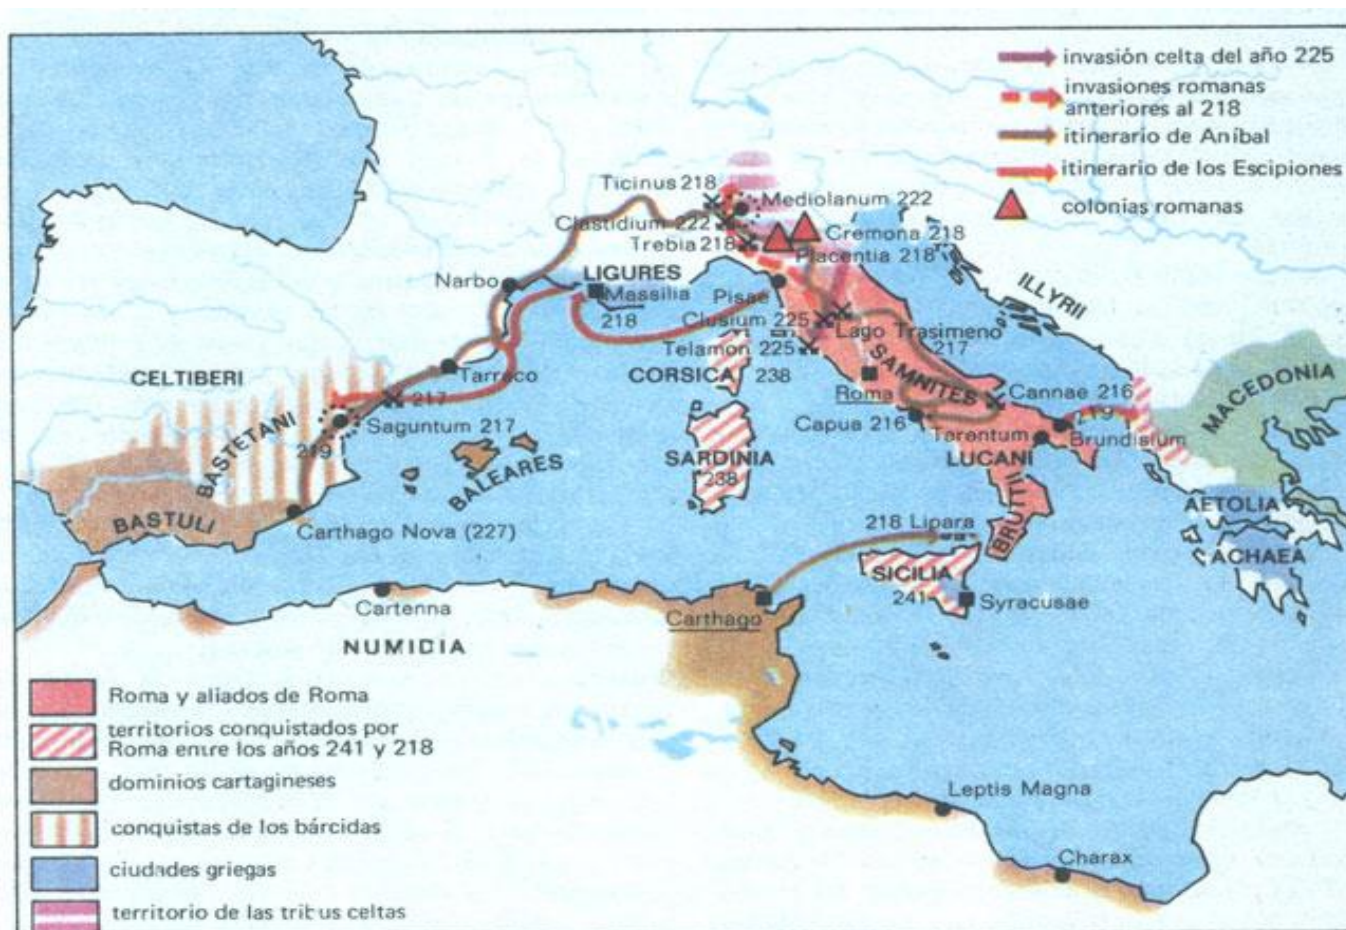 invasión celta del año 225
invasiones romanas
anteriores al 218
itinerario de Aníbal
itinerario de los Escipiones
colonías romanas
Ticinus 218
Mediolanum 222
Clastidium 222
Cremona 218
Trebia 218
Placentia 218
Narbo
LIGURES
Massilia
218
Pisae
ILLYRII
Clusium 225
Lago Trasimeno
217
Telamon 225
CORSICA
238
SAMNITES
Roma
CELTIBERI
Tarraco
217
Cannae 216
MACEDONIA
BASTETANI
Saguntum 217
219
Capua 216
219
Tarentum
Brundisium
BALEARES
SARDINIA
238
LUCANI
BASTULI
Carthago Nova (227)
218 Lipara
BRUTTII
AETOLIA
ACHAEA
SICILIA
241
Syracusae
Cartenna
Carthago
NUMIDIA
Roma y aliados de Roma
territorios conquistados por
Roma entre los años 241 y 218
dominios cartagineses
conquistas de los bárcidas
ciudades griegas
territorio de las tribus celtas
Leptis Magna
Charax